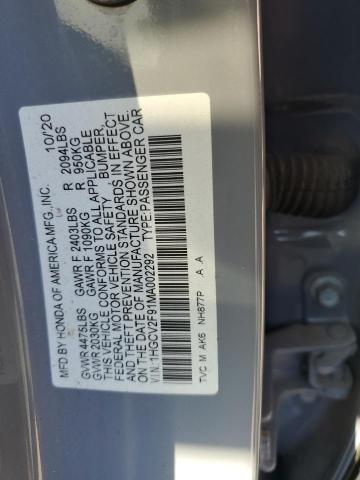 MFD BY HONDA OF AMERICA MFG., INC. 10/20
GVWR 4475LBS GAWR F 2403LBS R 2094LBS
GVWR 2030KG GAWR F 1090KG R 950KG
THIS VEHICLE CONFORMS TO ALL APPLICABLE
FEDERAL MOTOR VEHICLE SAFETY, BUMPER,
AND THEFT PREVENTION STANDARDS IN EFFECT
ON THE DATE OF MANUFACTURE SHOWN ABOVE.
V.I.N: 1HGCV2F91MA002292 TYPE:PASSENGER CAR
TVC M AK6 NH877P A A